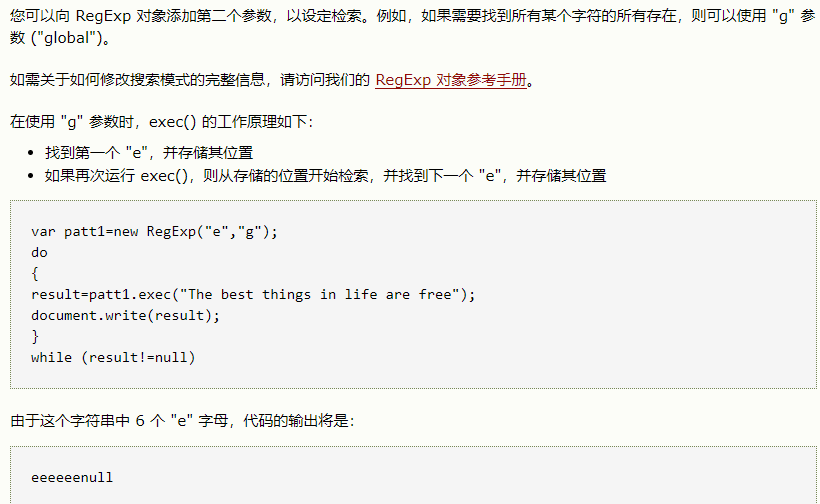 您可以向 RegExp 对象添加第二个参数，以设定检索。例如，如果需要找到所有某个字符的所有存在，则可以使用 "g" 参
数 ("global")。
如需关于如何修改搜索模式的完整信息，请访问我们的 RegExp 对象参考手册。
在使用 "g" 参数时，exec() 的工作原理如下：
• 找到第一个 "e"，并存储其位置
• 如果再次运行 exec()，则从存储的位置开始检索，并找到下一个 "e"，并存储其位置
var patt1=new RegExp("e","g");
do
{
result=patt1.exec("The best things in life are free");
document.write(result);
}
while (result!=null)
由于这个字符串中 6 个 "e" 字母，代码的输出将是：
eeeeeenull